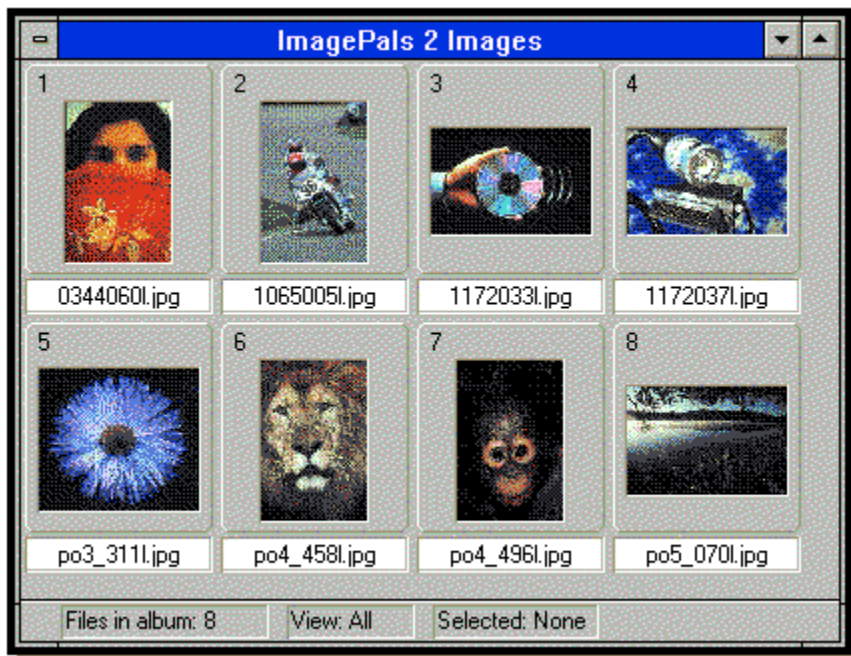 ImagePals 2 Images
1 2 3 4
0344060l.jpg 1065005l.jpg 1172033l.jpg 1172037l.jpg
5 6 7 8
po3_311l.jpg po4_458l.jpg po4_496l.jpg po5_070l.jpg
Files in album: 8 View: All Selected: None